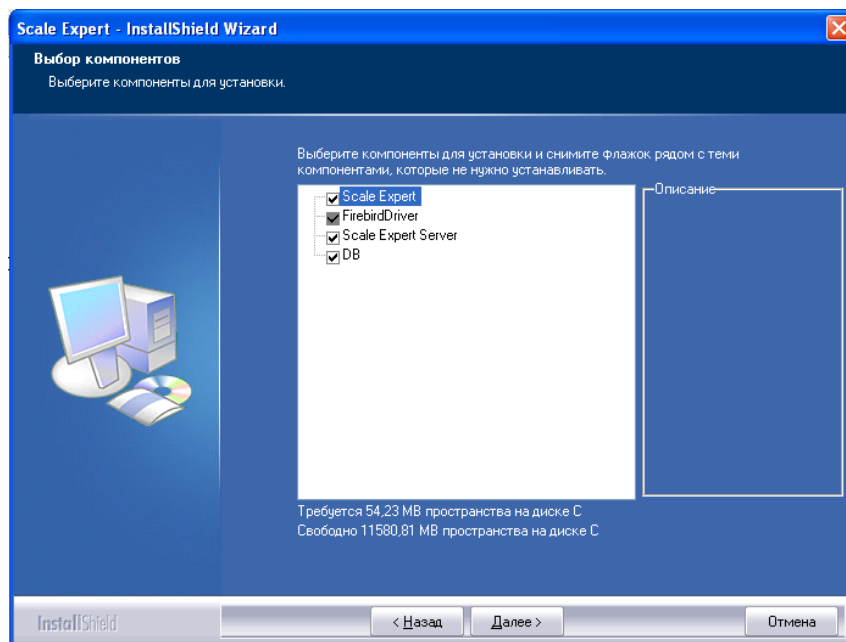 Scale Expert - InstallShield Wizard
Выбор компонентов
Выберите компоненты для установки.
Выберите компоненты для установки и снимите флажок рядом с теми
компонентами, которые не нужно устанавливать.
Scale Expert
FirebirdDriver
Scale Expert Server
DB
Описание
Требуется 54,23 MB пространства на диске C
Свободно 11580,81 MB пространства на диске C
InstallShield
< Назад
Далее >
Отмена